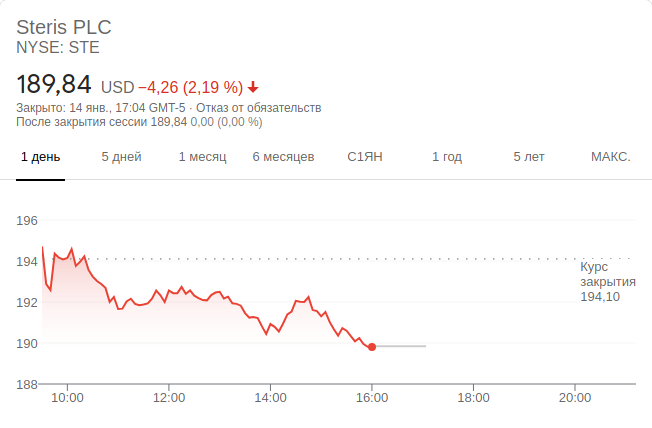 Steris PLC
NYSE: STE
189,84 USD −4,26 (2,19 %)
Закрыто: 14 янв., 17:04 GMT-5 · Отказ от обязательств
После закрытия сессии 189,84 0,00 (0,00 %)
1 день 5 дней 1 месяц 6 месяцев С1ЯН 1 год 5 лет МАКС.
196
194
192
190
188
Курс
закрытия
194,10
10:00 12:00 14:00 16:00 18:00 20:00